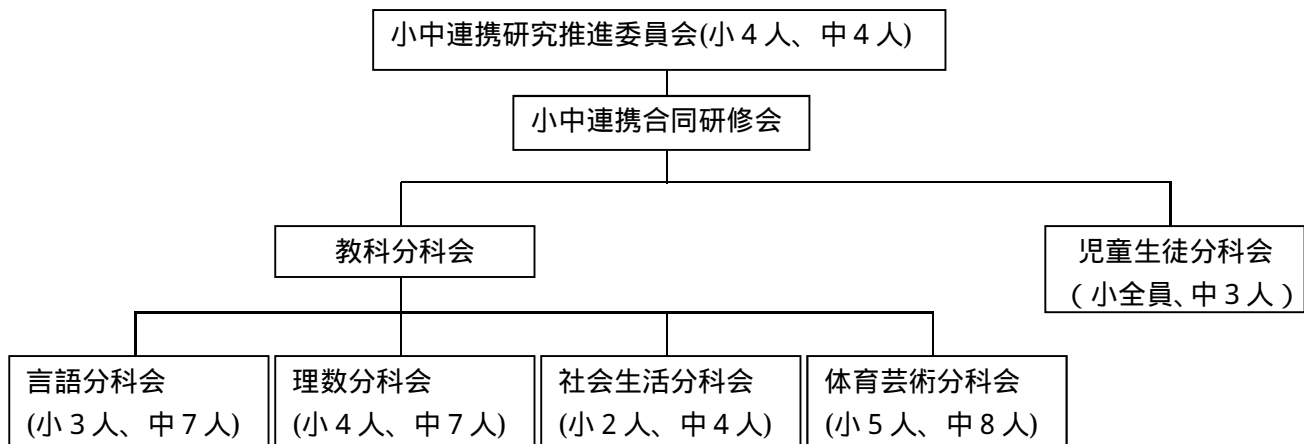 小中連携研究推進委員会(小４人、中４人)
小中連携合同研修会
教科分科会
児童生徒分科会
（小全員、中３人）
言語分科会
(小３人、中７人)
理数分科会
(小４人、中７人)
社会生活分科会
(小２人、中４人)
体育芸術分科会
(小５人、中８人)